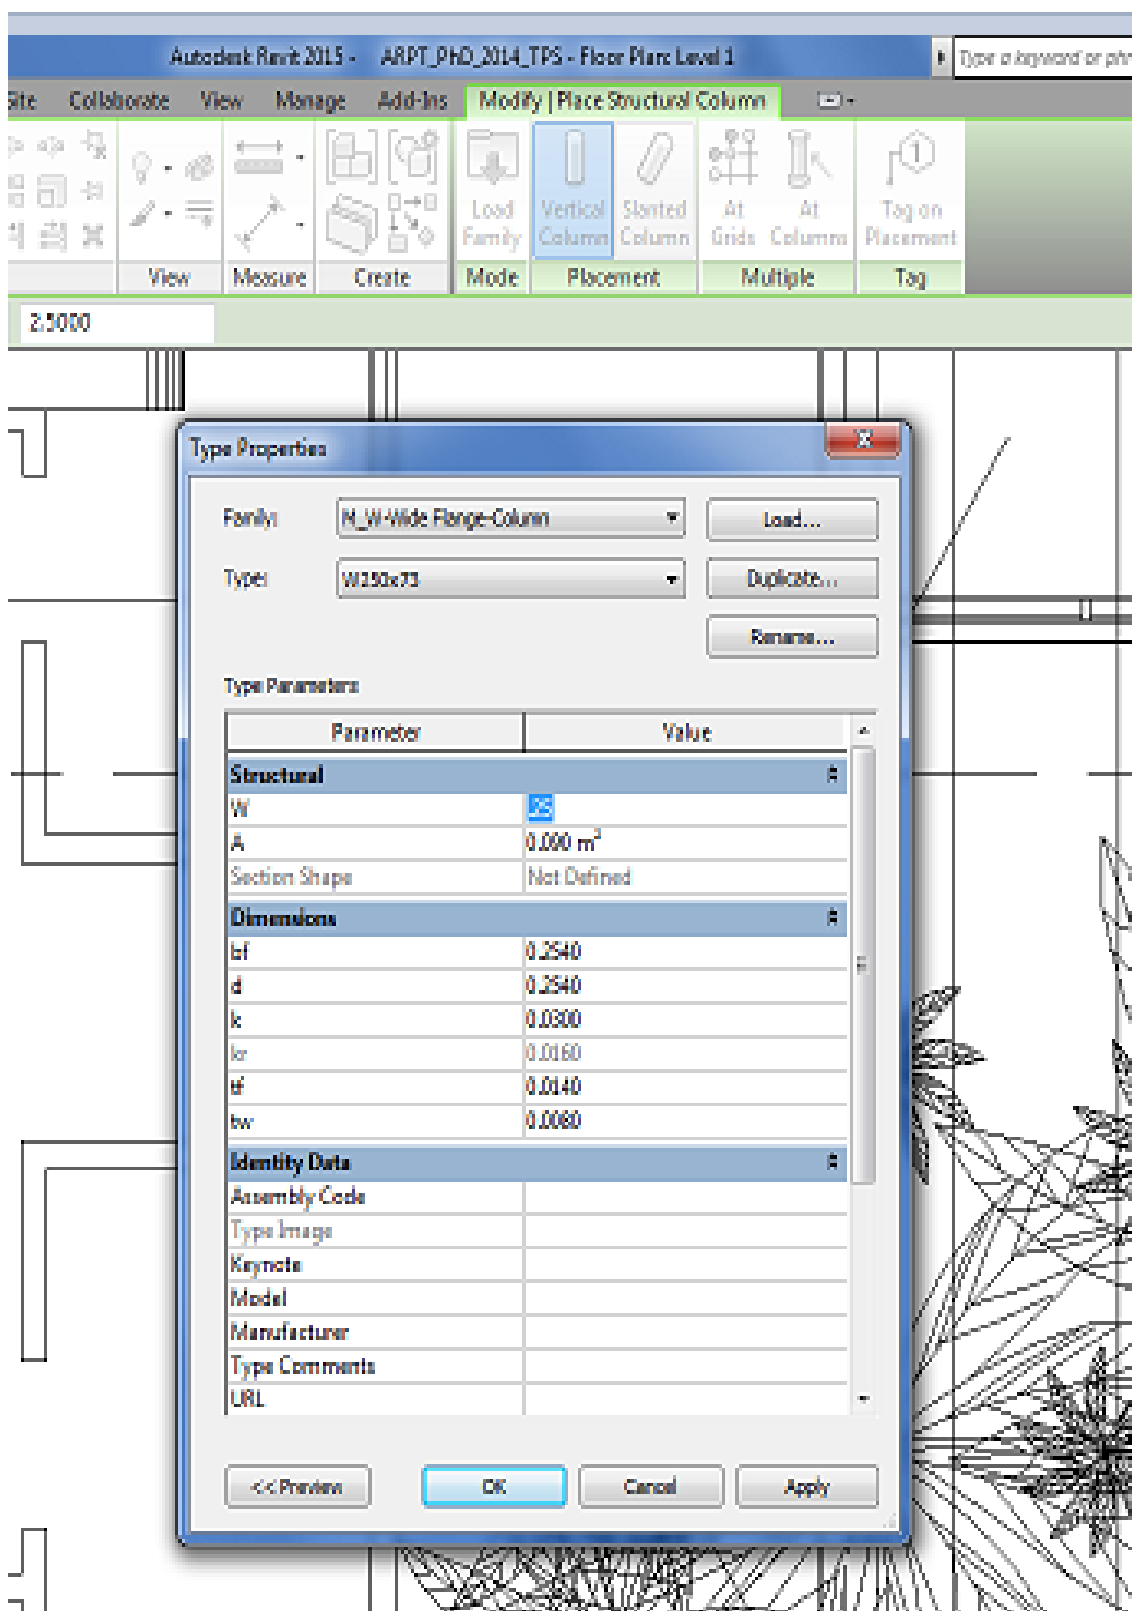 Autodesk Revit 2015 - ARPT_PhD_2014_TPS - Floor Plan: Level 1
Type a keyword or phr
Site Collaborate View Manage Add-Ins Modify | Place Structural Column
Load Family
Vertical Column
Slanted Column
At Grids
At Columns
Tag on Placement
View Measure Create Mode Placement Multiple Tag
2.5000
Type Properties
Family: M_W-Wide Flange-Column Load...
Type: W250x73 Duplicate...
Rename...
Type Parameters
Parameter Value
Structural
W
A 0.090 m²
Section Shape Not Defined
Dimensions
bf 0.2540
d 0.2540
k 0.0300
kr 0.0160
tf 0.0140
tw 0.0080
Identity Data
Assembly Code
Type Image
Keynote
Model
Manufacturer
Type Comments
URL
<< Preview OK Cancel Apply